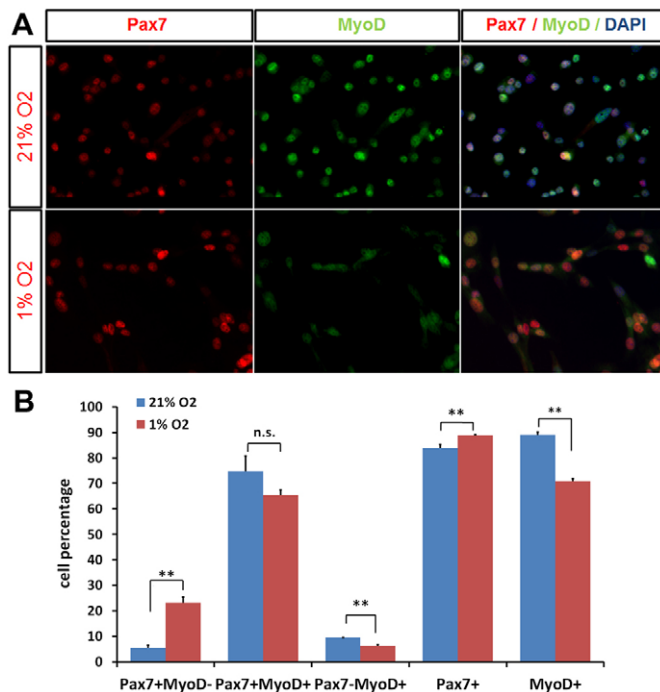 A
Pax7
MyoD
Pax7 / MyoD / DAPI
21% O2
1% O2
B
21% O2
1% O2
cell percentage
100
90
80
70
60
50
40
30
20
10
0
**
n.s.
**
**
**
Pax7+MyoD-
Pax7+MyoD+
Pax7-MyoD+
Pax7+
MyoD+